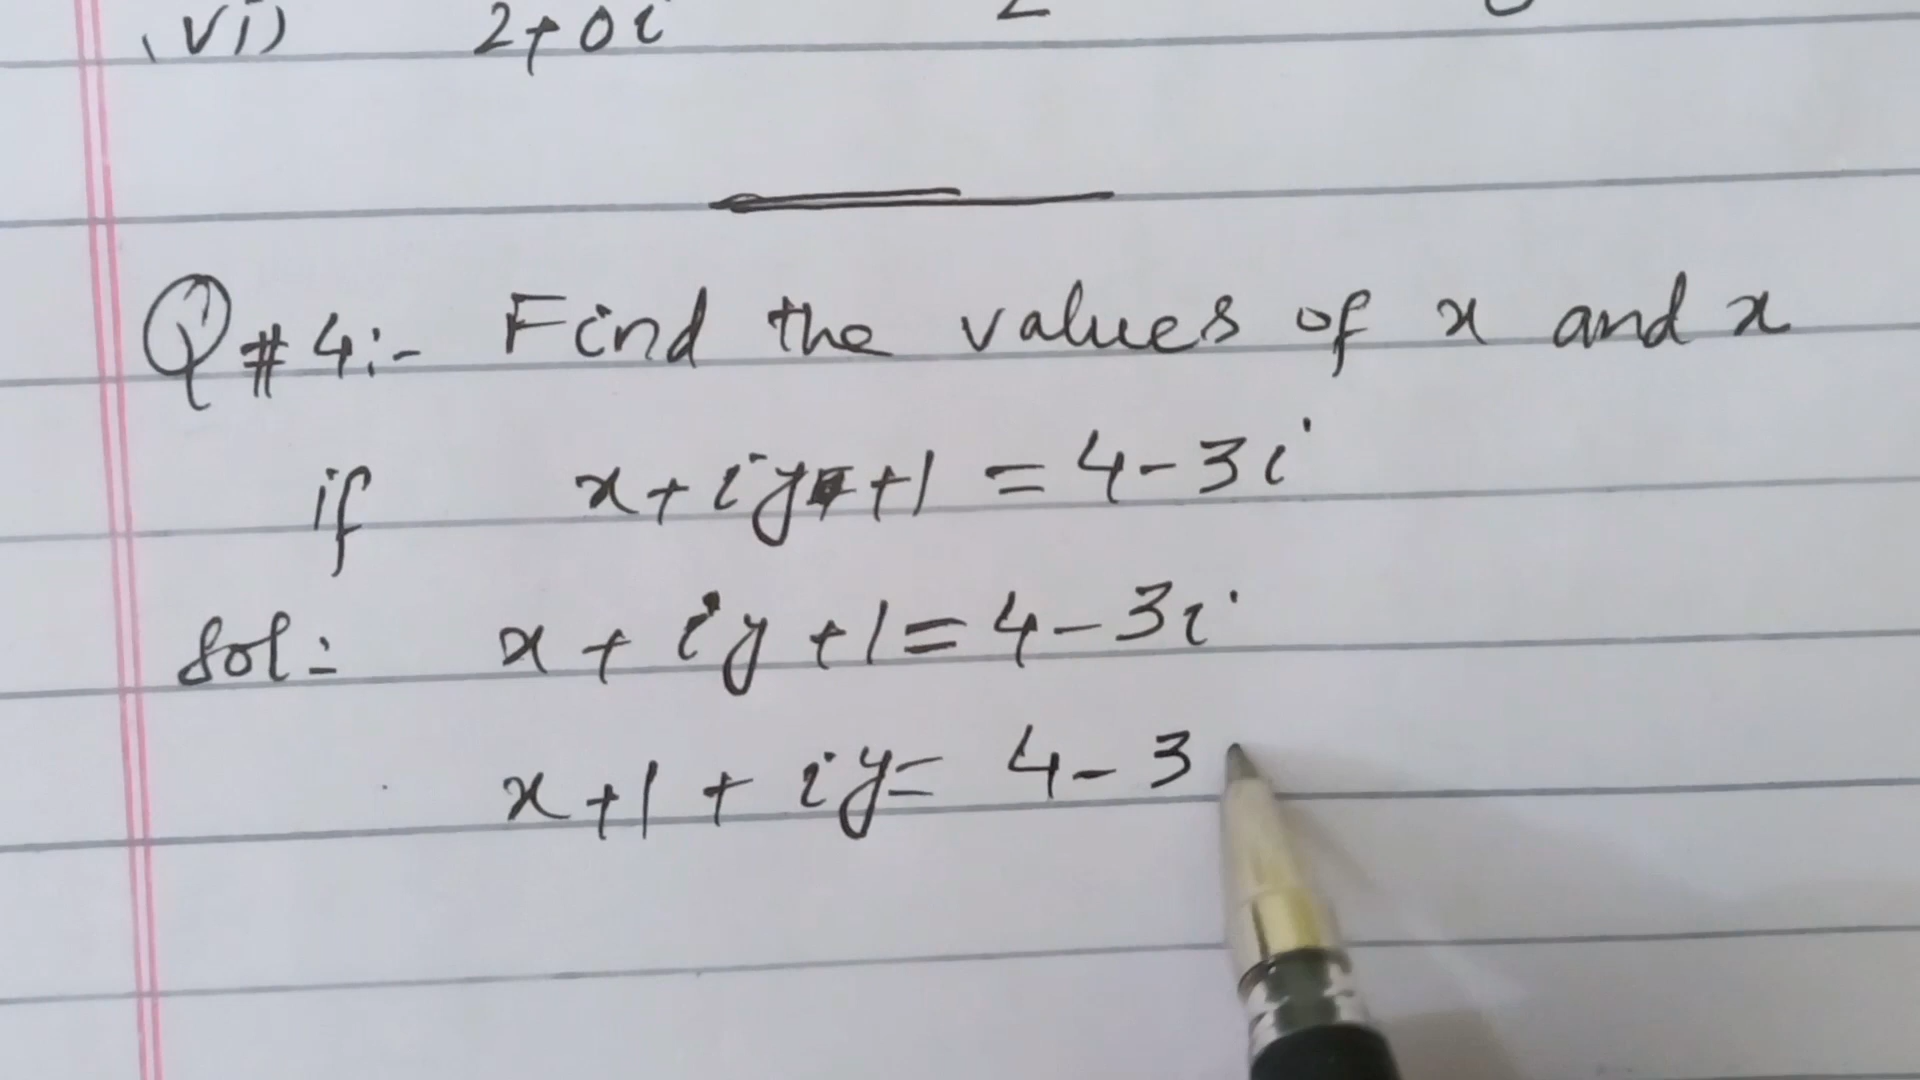 vi) 2+0i
Q#4:- Find the values of x and x
if x+iy+1 = 4-3i
Sol: x + iy +1 = 4-3i
x+1 + iy = 4-3